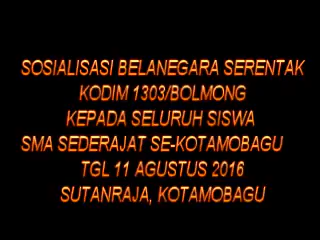 SOSIALISASI BELANEGARA SERENTAK
KODIM 1303/BOLMONG
KEPADA SELURUH SISWA
SMA SEDERAJAT SE-KOTAMOBAGU
TGL 11 AGUSTUS 2016
SUTANRAJA, KOTAMOBAGU